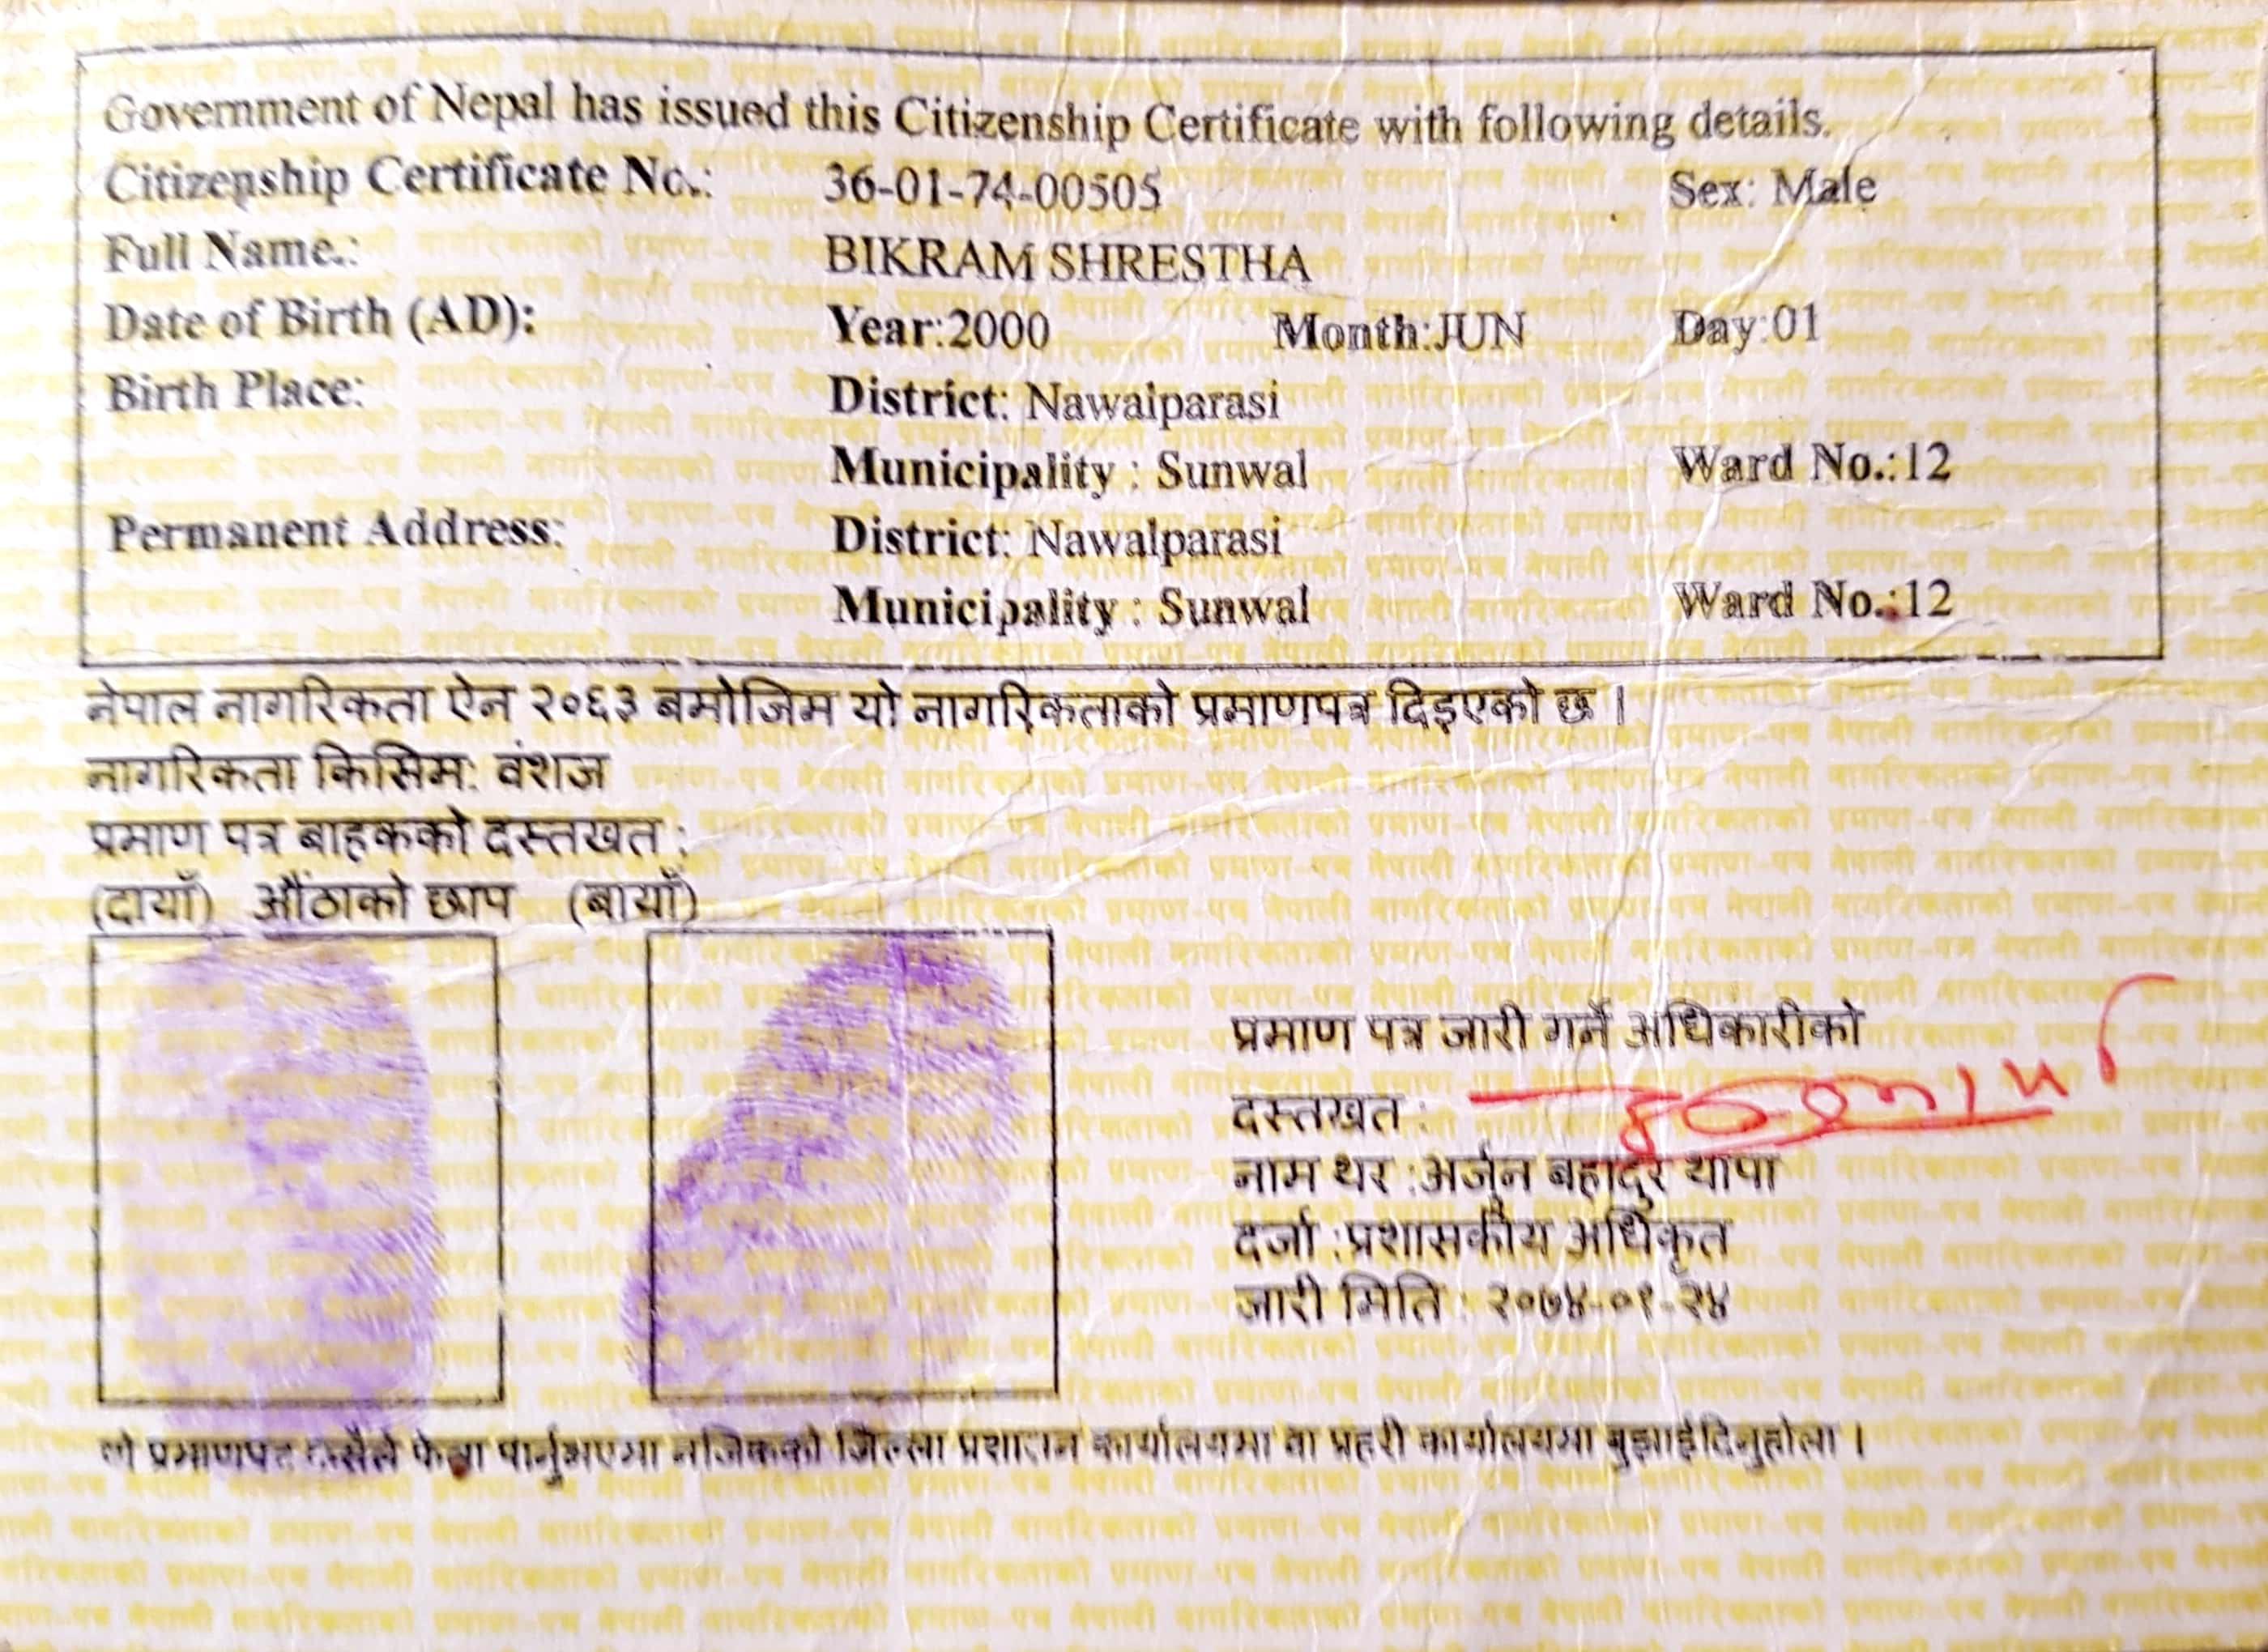 Government of Nepal has issued this Citizenship Certificate with following details.
Citizenship Certificate No.: 36-01-74-00505 Sex: Male
Full Name.: BIKRAM SHRESTHA
Date of Birth (AD): Year:2000 Month:JUN Day:01
Birth Place: District: Nawalparasi
Municipality : Sunwal Ward No.:12
Permanent Address: District: Nawalparasi
Municipality : Sunwal Ward No.:12
नेपाल नागरिकता ऐन २०६३ बमोजिम यो नागरिकताको प्रमाणपत्र दिइएको छ ।
नागरिकता किसिम: वंशज
प्रमाण पत्र बाहकको दस्तखत :
(दायाँ) औंठाको छाप (बायाँ)
प्रमाण पत्र जारी गर्ने अधिकारीको
दस्तखत :
नाम थर :अर्जुन बहादुर थापा
दर्जा :प्रशासकीय अधिकृत
जारी मिति : २०७४-०१-२४
यो प्रमाणपत्र कसैले फेला पार्नुभएमा नजिकको जिल्ला प्रशासन कार्यालयमा वा प्रहरी कार्यालयमा बुझाईदिनुहोला ।